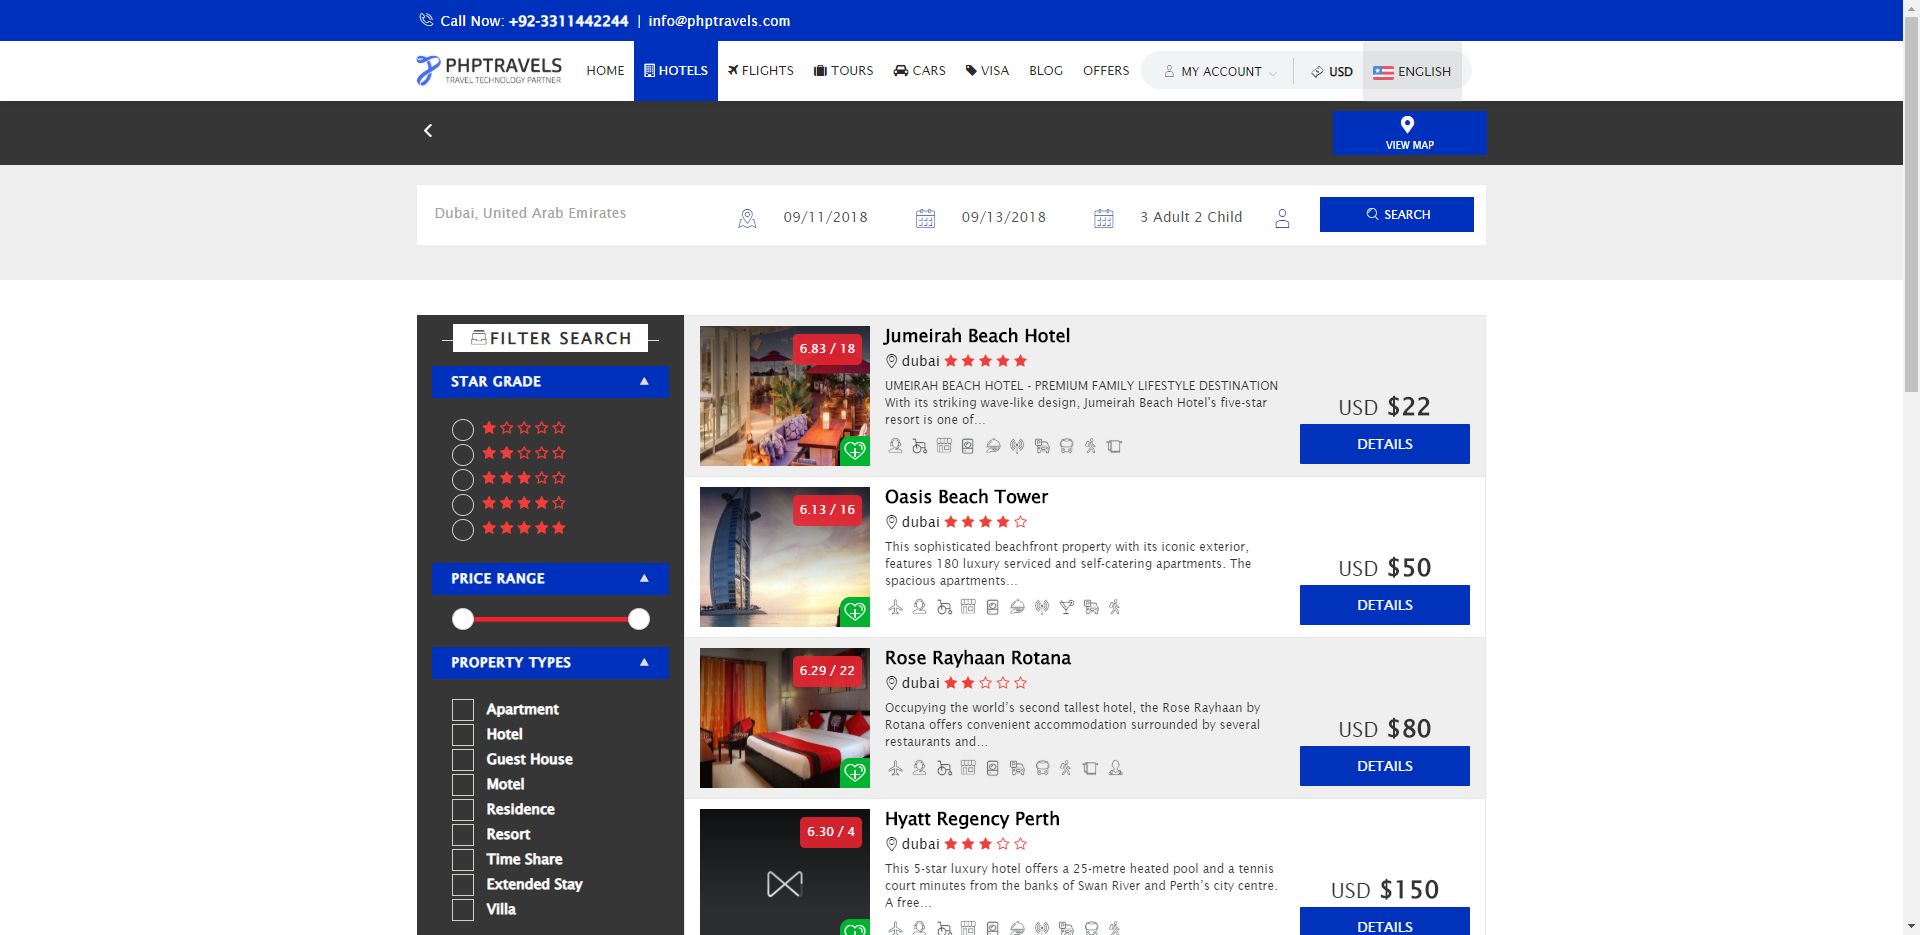 Call Now: +92-3311442244 | info@phptravels.com
PHPTRAVELS
TRAVEL TECHNOLOGY PARTNER
HOME HOTELS FLIGHTS TOURS CARS VISA BLOG OFFERS MY ACCOUNT USD ENGLISH
VIEW MAP
Dubai, United Arab Emirates 09/11/2018 09/13/2018 3 Adult 2 Child SEARCH
FILTER SEARCH
STAR GRADE
PRICE RANGE
PROPERTY TYPES
Apartment
Hotel
Guest House
Motel
Residence
Resort
Time Share
Extended Stay
Villa
6.83 / 18
Jumeirah Beach Hotel
dubai
UMEIRAH BEACH HOTEL - PREMIUM FAMILY LIFESTYLE DESTINATION
With its striking wave-like design, Jumeirah Beach Hotel's five-star
resort is one of...
USD $22
DETAILS
6.13 / 16
Oasis Beach Tower
dubai
This sophisticated beachfront property with its iconic exterior,
features 180 luxury serviced and self-catering apartments. The
spacious apartments...
USD $50
DETAILS
6.29 / 22
Rose Rayhaan Rotana
dubai
Occupying the world's second tallest hotel, the Rose Rayhaan by
Rotana offers convenient accommodation surrounded by several
restaurants and...
USD $80
DETAILS
6.30 / 4
Hyatt Regency Perth
dubai
This 5-star luxury hotel offers a 25-metre heated pool and a tennis
court minutes from the banks of Swan River and Perth's city centre.
A free...
USD $150
DETAILS